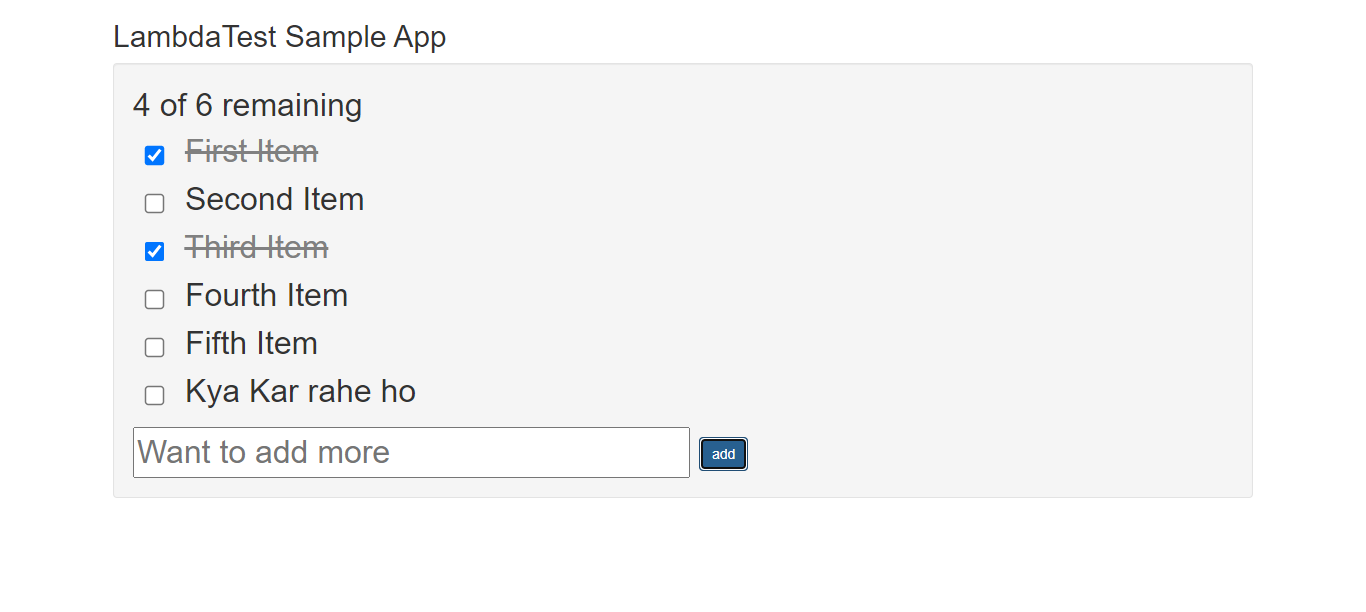 LambdaTest Sample App
4 of 6 remaining
First Item
Second Item
Third Item
Fourth Item
Fifth Item
Kya Kar rahe ho
Want to add more
add